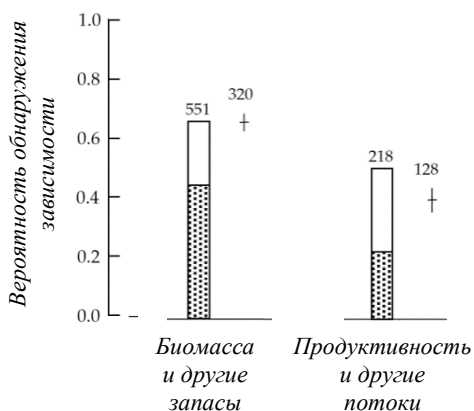 Вероятность обнаружения
зависимости
1.0
0.8
0.6
0.4
0.2
0.0
551
320
218
128
Биомасса
и другие
запасы
Продуктивность
и другие
потоки